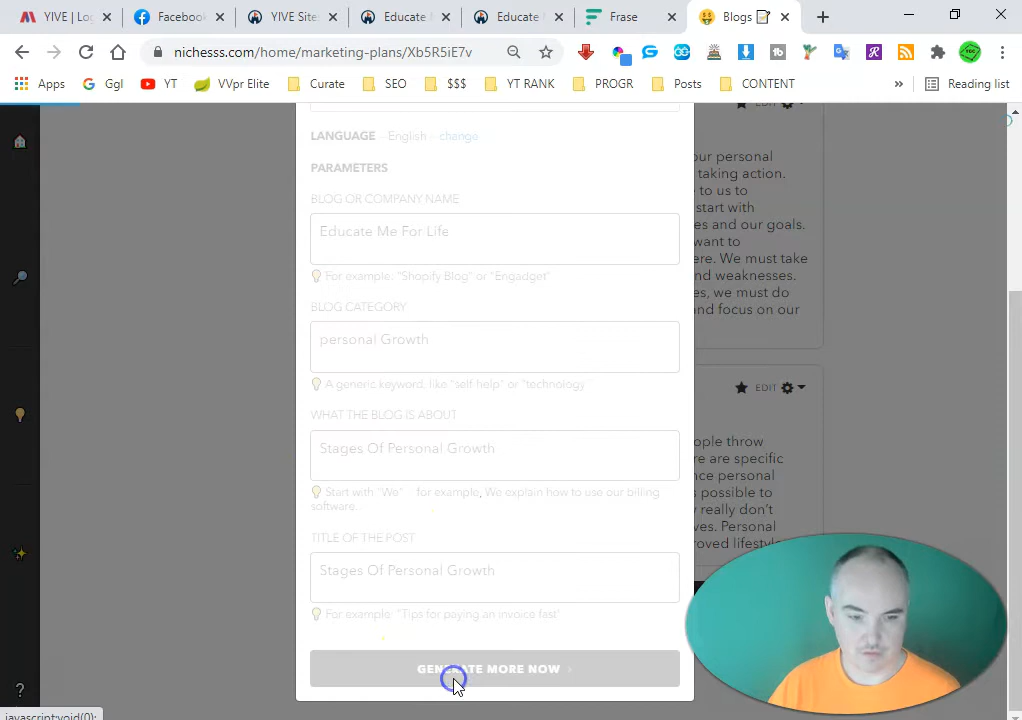 YIVE | Log
Facebook
YIVE Site
Educate M
Educate M
Frase
Blogs
nichesss.com/home/marketing-plans/Xb5R5iE7v
Apps
Ggl
YT
VVpr Elite
Curate
SEO
$$$
YT RANK
PROGR
Posts
CONTENT
»
Reading list
EDIT
LANGUAGE - English - change
PARAMETERS
BLOG OR COMPANY NAME
Educate Me For Life
For example: "Shopify Blog" or "Engadget"
BLOG CATEGORY
personal Growth
A generic keyword, like "self help" or "technology"
WHAT THE BLOG IS ABOUT
Stages Of Personal Growth
Start with "We" for example, We explain how to use our billing
software..
TITLE OF THE POST
Stages Of Personal Growth
For example: "Tips for paying an invoice fast"
GENERATE MORE NOW
our personal
taking action.
e to us to
start with
es and our goals.
want to
ere. We must take
nd weaknesses.
es, we must do
and focus on our
EDIT
ople throw
re are specific
nce personal
s possible to
y really don't
ves. Personal
roved lifestyle
?
javascript:void(0);